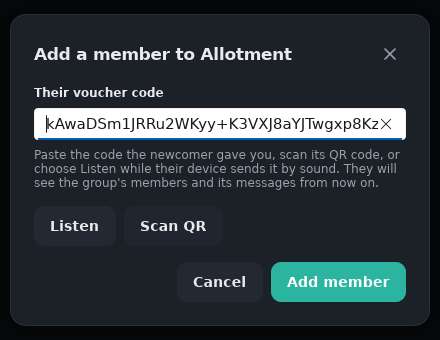 Add a member to Allotment
Their voucher code
kAwaDSm1JRRu2WKyy+K3VXJ8aYJTwgxp8Kz
Paste the code the newcomer gave you, scan its QR code, or
choose Listen while their device sends it by sound. They will
see the group's members and its messages from now on.
Listen
Scan QR
Cancel
Add member